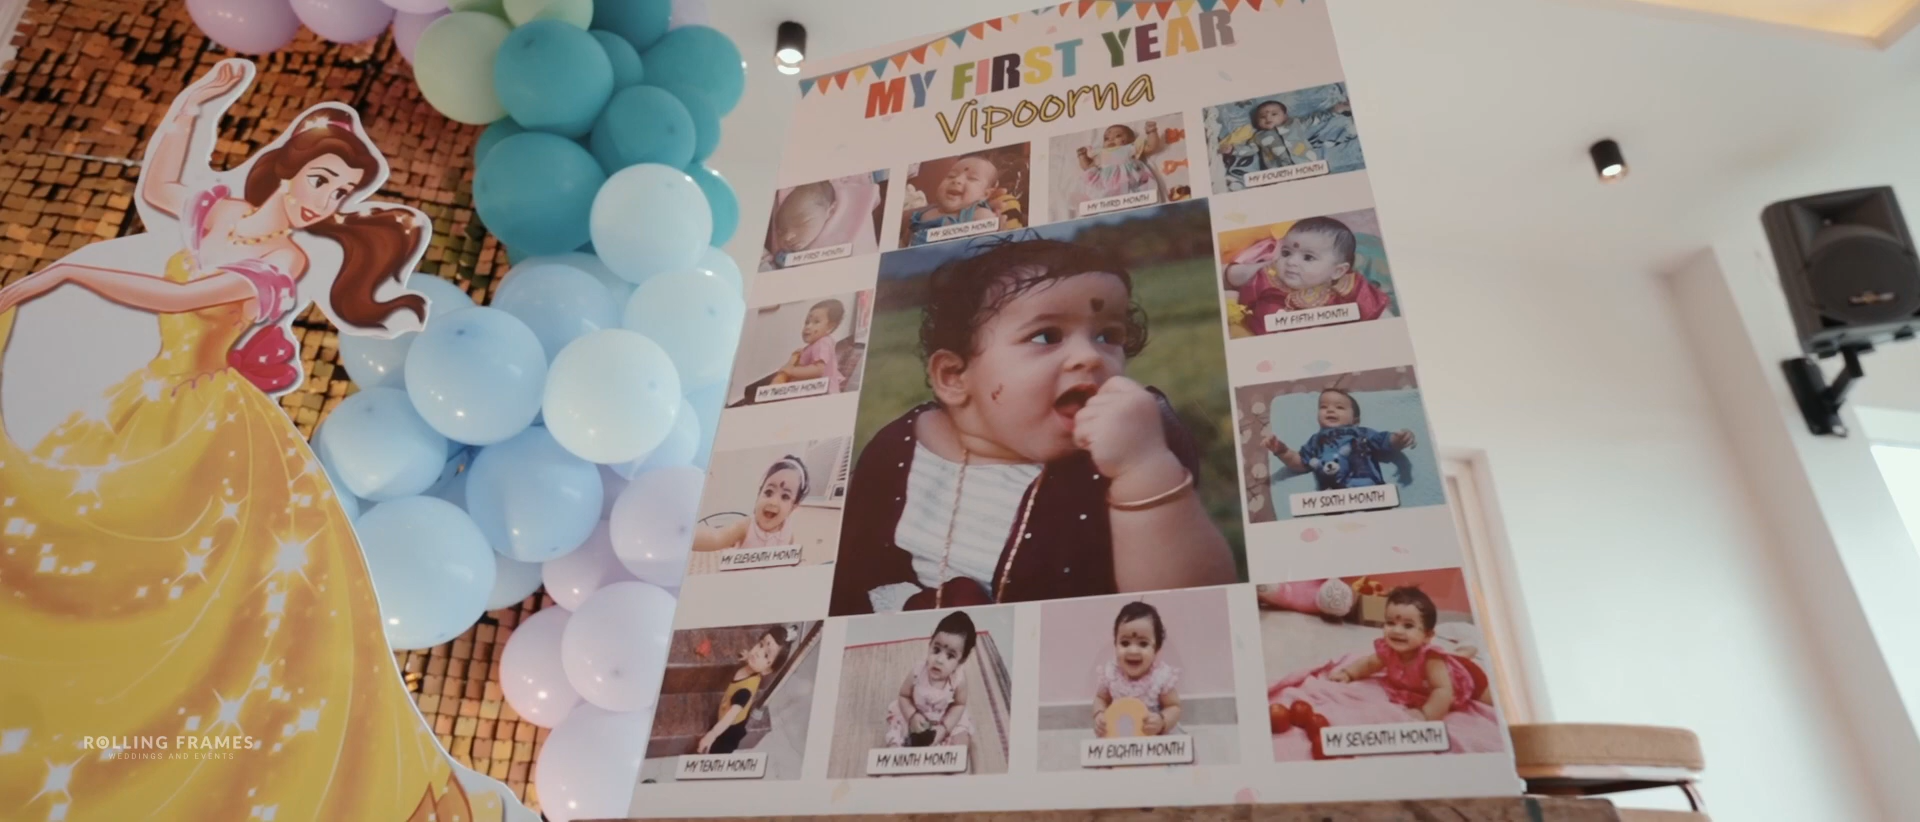 MY FIRST YEAR
Vipoorna
MY FIRST MONTH
MY SECOND MONTH
MY THIRD MONTH
MY FOURTH MONTH
MY FIFTH MONTH
MY SIXTH MONTH
MY SEVENTH MONTH
MY EIGHTH MONTH
MY NINTH MONTH
MY TENTH MONTH
MY ELEVENTH MONTH
MY TWELFTH MONTH
ROLLING FRAMES
WEDDINGS AND EVENTS